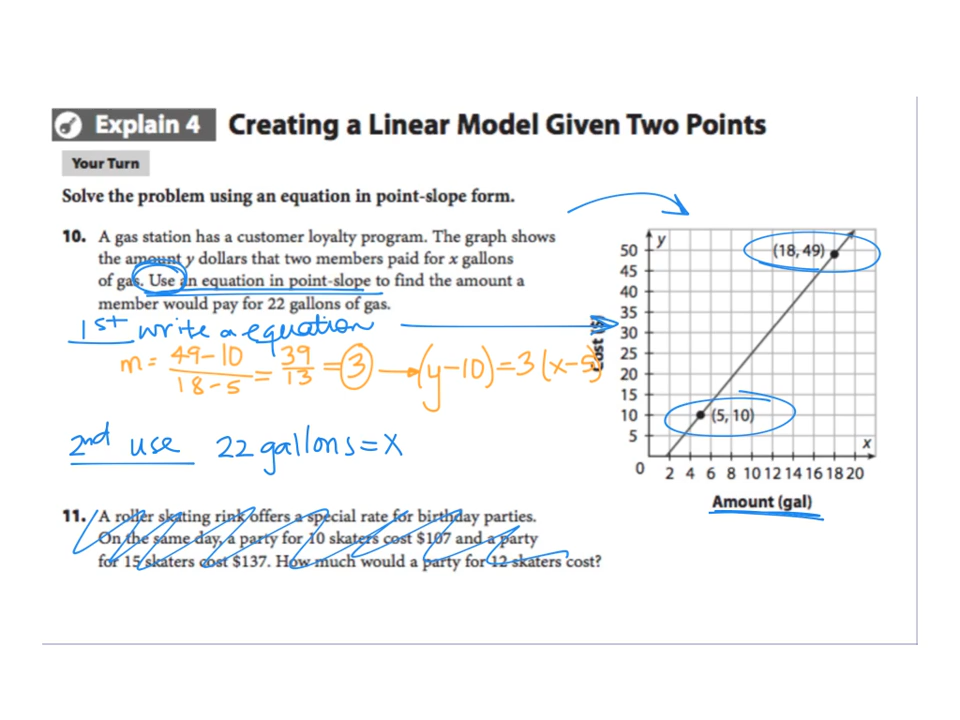 Explain 4 Creating a Linear Model Given Two Points
Your Turn
Solve the problem using an equation in point-slope form.
10. A gas station has a customer loyalty program. The graph shows
the amount y dollars that two members paid for x gallons
of gas. Use an equation in point-slope to find the amount a
member would pay for 22 gallons of gas.
1st write a equation
m = 49-10 / 18-5 = 39 / 13 = 3 → (y-10) = 3 (x-5)
2nd use 22 gallons = x
y
50
45
40
35
30
25
20
15
10
5
0
2 4 6 8 10 12 14 16 18 20
x
(18, 49)
(5, 10)
Cost ($)
Amount (gal)
11. A roller skating rink offers a special rate for birthday parties.
On the same day, a party for 10 skaters cost $107 and a party
for 15 skaters cost $137. How much would a party for 12 skaters cost?